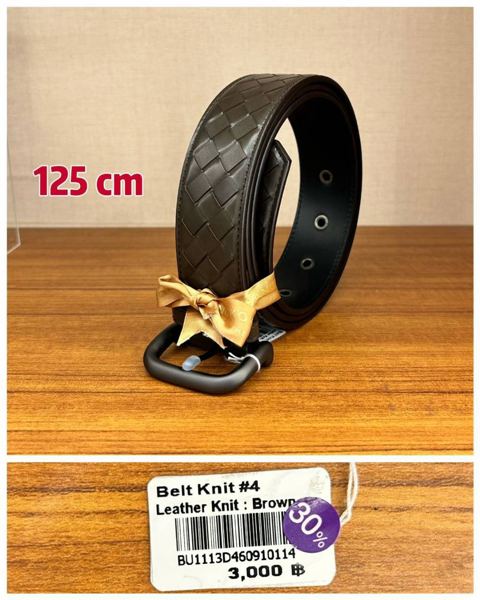 125 cm
Belt Knit #4
Leather Knit : Brown
30%
BU1113D460910114
3,000 ฿